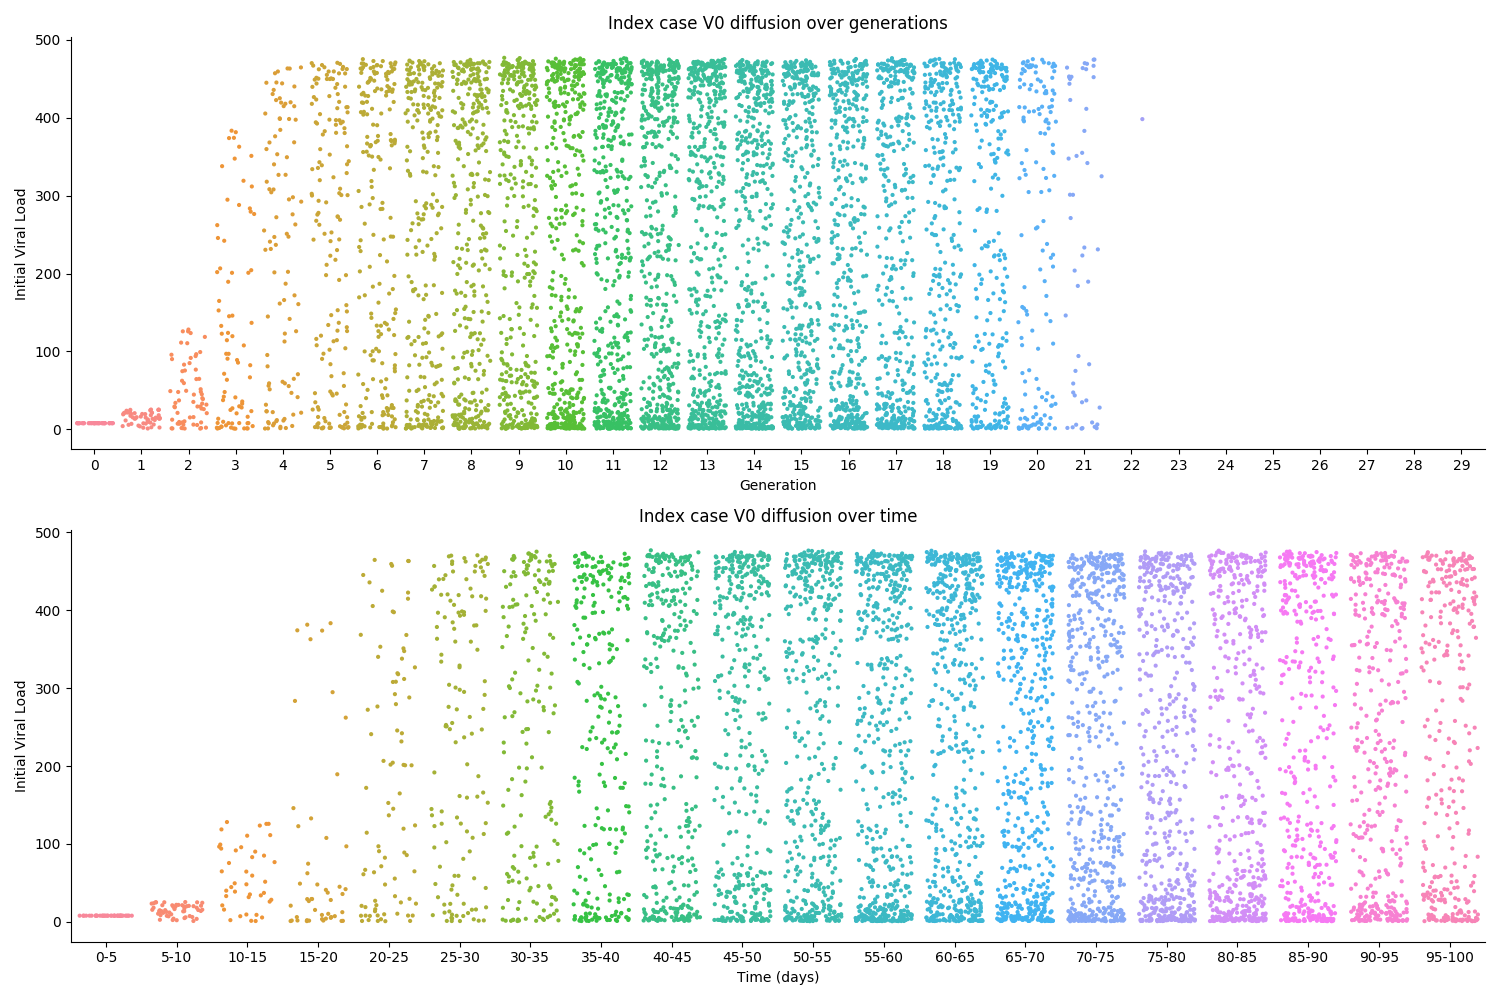 Index case V0 diffusion over generations
500
400
300
200
100
0
Initial Viral Load
0 1 2 3 4 5 6 7 8 9 10 11 12 13 14 15 16 17 18 19 20 21 22 23 24 25 26 27 28 29
Generation
Index case V0 diffusion over time
500
400
300
200
100
0
Initial Viral Load
0-5 5-10 10-15 15-20 20-25 25-30 30-35 35-40 40-45 45-50 50-55 55-60 60-65 65-70 70-75 75-80 80-85 85-90 90-95 95-100
Time (days)